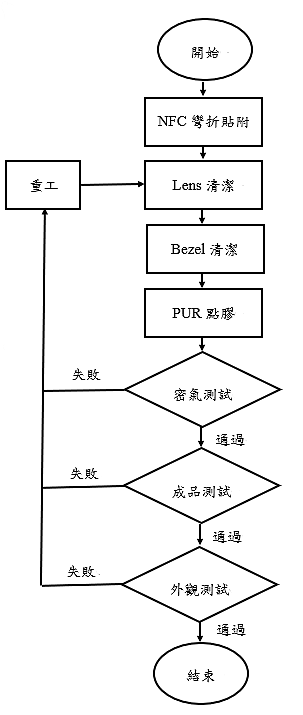 開始
NFC 彎折貼附
重工
Lens 清潔
Bezel 清潔
PUR 點膠
失敗
密氣測試
通過
失敗
成品測試
通過
失敗
外觀測試
通過
結束